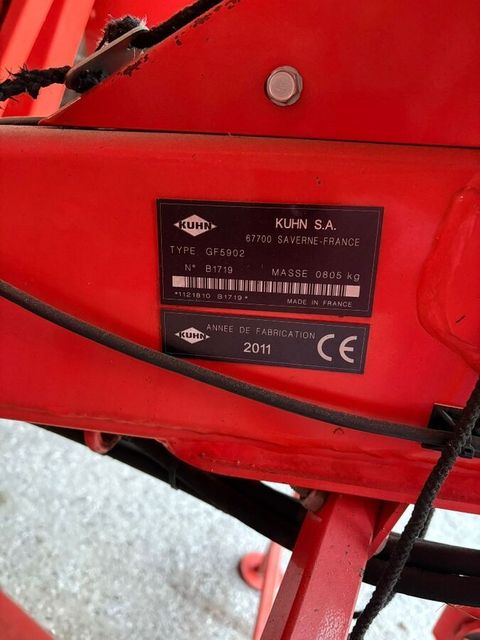 KUHN
KUHN S.A.
67700 SAVERNE-FRANCE
TYPE GF5902
N° B1719 MASSE 0805 kg
*1121810 B1719*
MADE IN FRANCE
KUHN
ANNEE DE FABRICATION
2011
CE